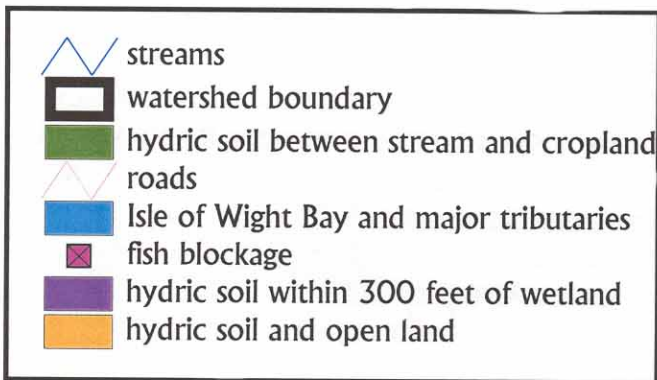 streams
watershed boundary
hydric soil between stream and cropland
roads
Isle of Wight Bay and major tributaries
fish blockage
hydric soil within 300 feet of wetland
hydric soil and open land